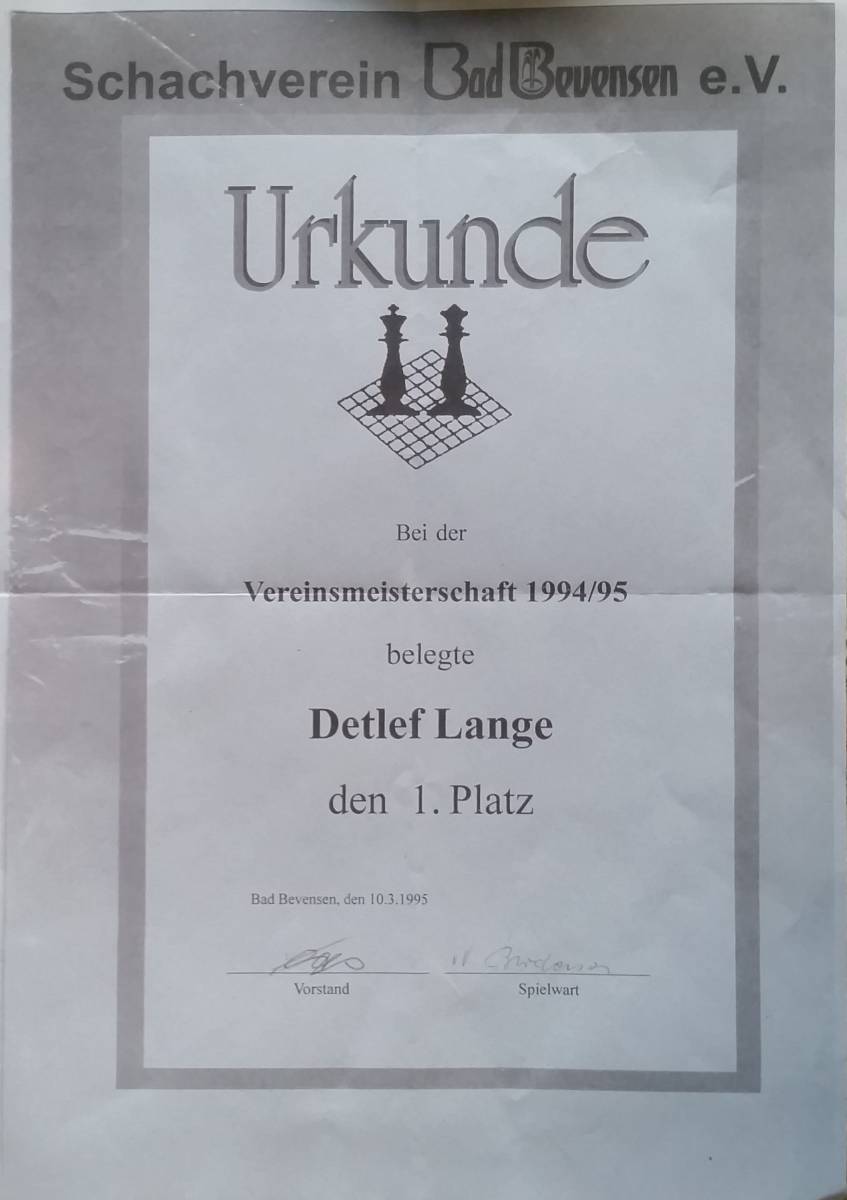 Schachverein Bad Bevensen e.V.
Urkunde
Bei der
Vereinsmeisterschaft 1994/95
belegte
Detlef Lange
den 1. Platz
Bad Bevensen, den 10.3.1995
Vorstand Spielwart